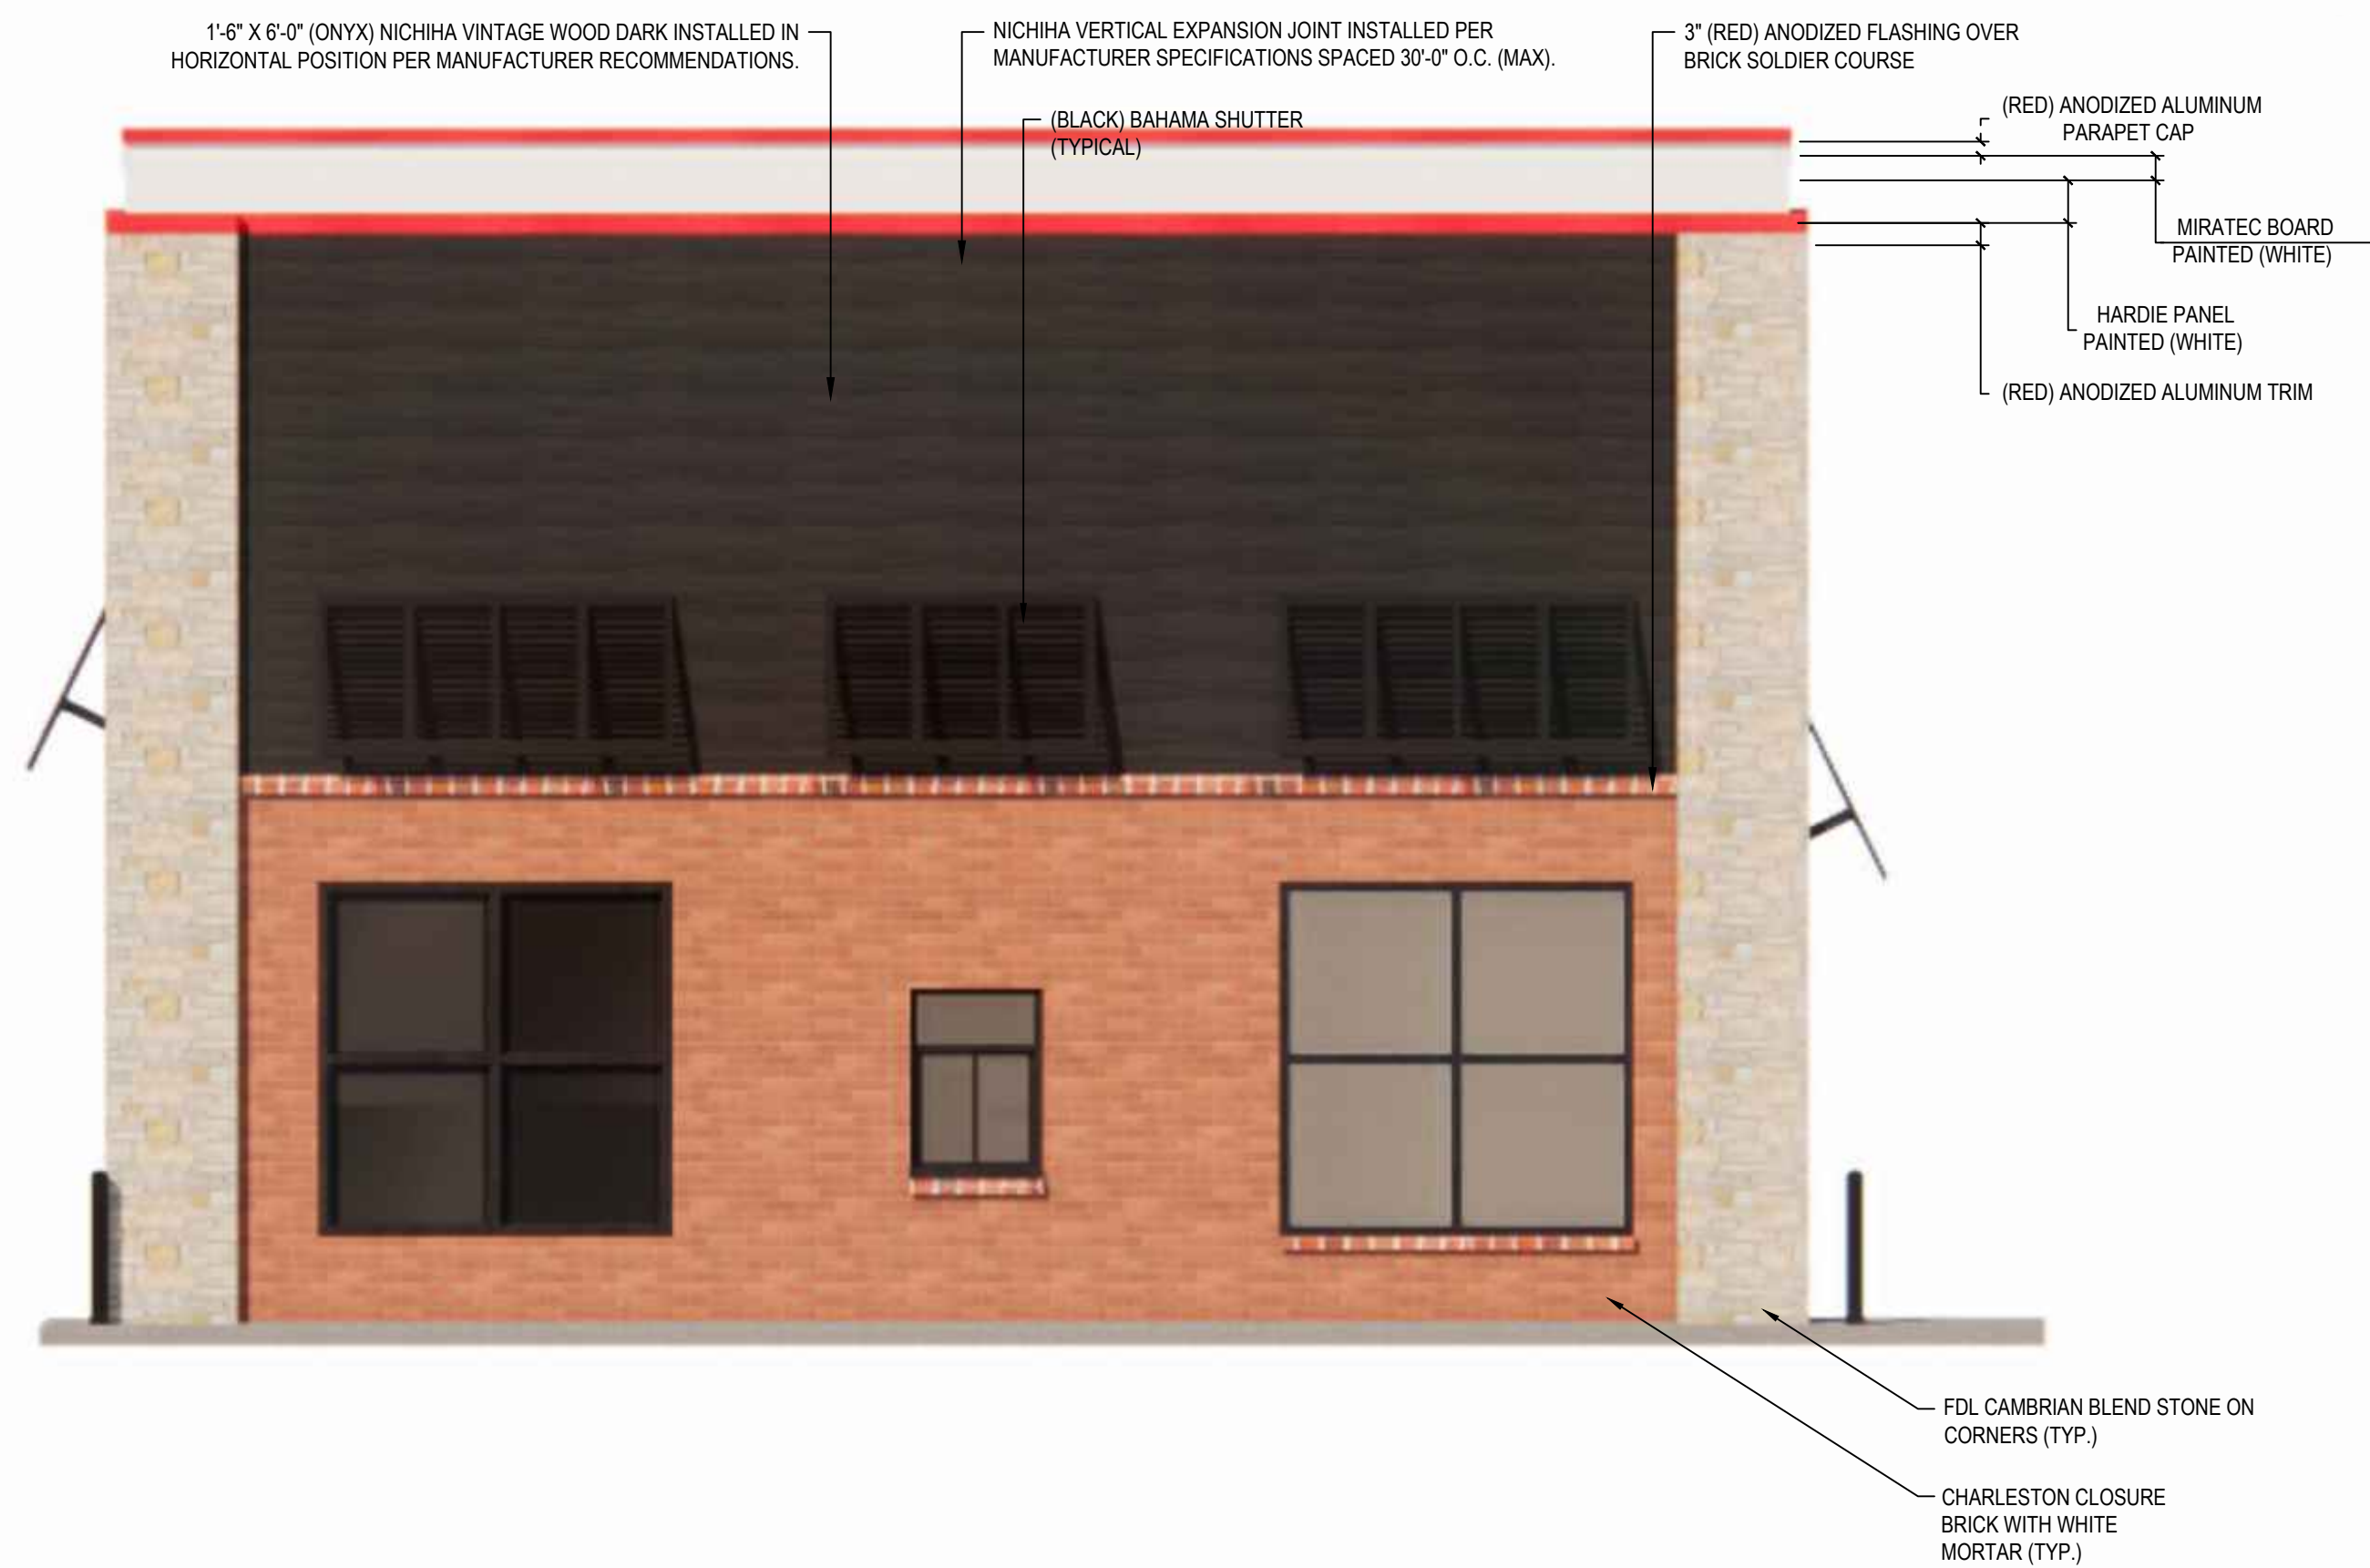 1'-6" X 6'-0" (ONYX) NICHIHA VINTAGE WOOD DARK INSTALLED IN
HORIZONTAL POSITION PER MANUFACTURER RECOMMENDATIONS.
NICHIHA VERTICAL EXPANSION JOINT INSTALLED PER
MANUFACTURER SPECIFICATIONS SPACED 30'-0" O.C. (MAX).
3" (RED) ANODIZED FLASHING OVER
BRICK SOLDIER COURSE
(BLACK) BAHAMA SHUTTER
(TYPICAL)
(RED) ANODIZED ALUMINUM
PARAPET CAP
MIRATEC BOARD
PAINTED (WHITE)
HARDIE PANEL
PAINTED (WHITE)
(RED) ANODIZED ALUMINUM TRIM
FDL CAMBRIAN BLEND STONE ON
CORNERS (TYP.)
CHARLESTON CLOSURE
BRICK WITH WHITE
MORTAR (TYP.)